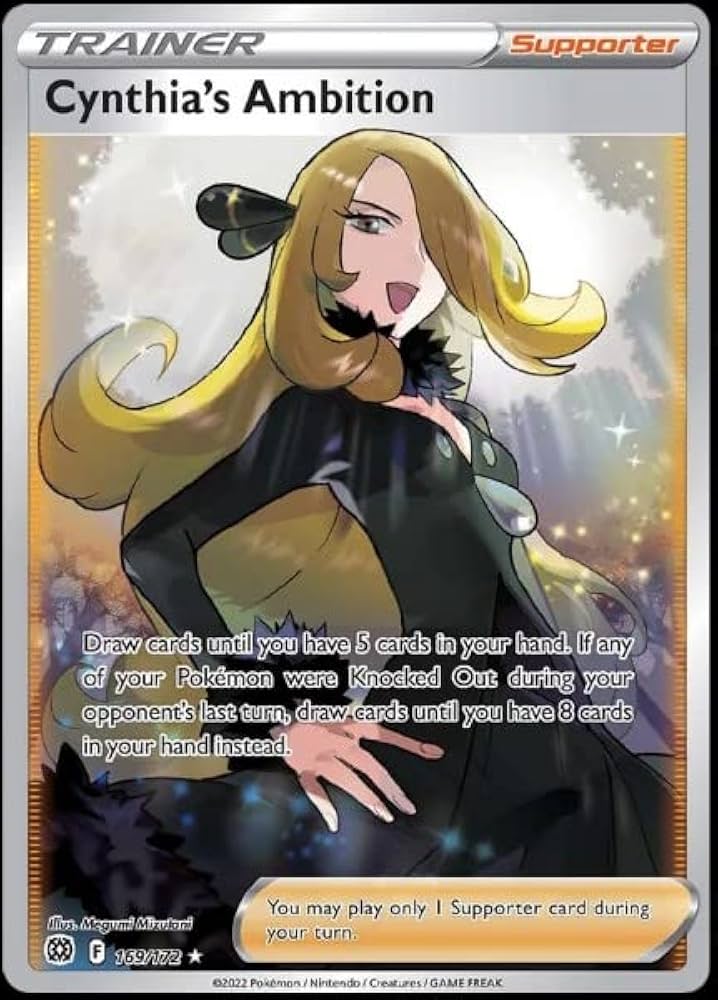 TRAINER
Supporter
Cynthia's Ambition
Draw cards until you have 5 cards in your hand. If any
of your Pokémon were Knocked Out during your
opponent's last turn, draw cards until you have 8 cards
in your hand instead.
You may play only 1 Supporter card during
your turn.
Illus. Megumi Mizutani
F 169/172 ★
©2022 Pokémon / Nintendo / Creatures / GAME FREAK